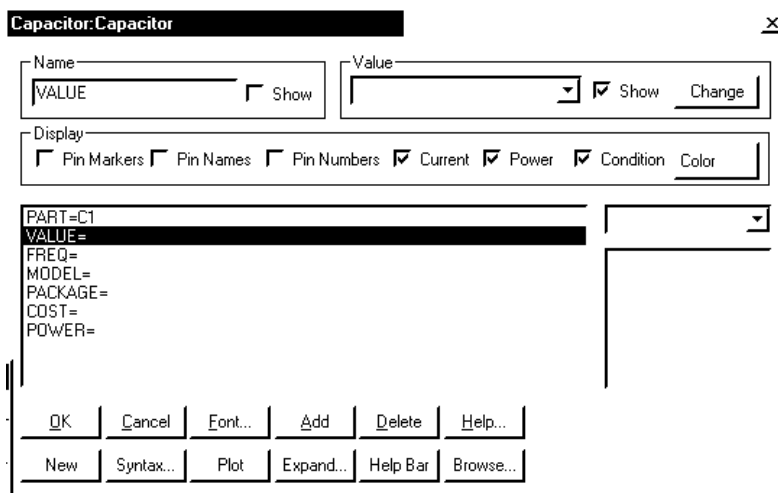 Capacitor:Capacitor
Name
VALUE
Show
Value
Show
Change
Display
Pin Markers
Pin Names
Pin Numbers
Current
Power
Condition
Color
PART=C1
VALUE=
FREQ=
MODEL=
PACKAGE=
COST=
POWER=
OK
Cancel
Font...
Add
Delete
Help...
New
Syntax...
Plot
Expand...
Help Bar
Browse...